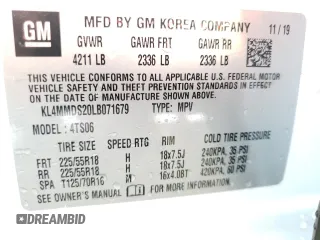 GM
MFD BY GM KOREA COMPANY 11/19
GVWR GAWR FRT GAWR RR
4211 LB 2336 LB 2336 LB
THIS VEHICLE CONFORMS TO ALL APPLICABLE U.S. FEDERAL MOTOR
VEHICLE SAFETY, BUMPER, AND THEFT PREVENTION STANDARDS
IN EFFECT ON THE DATE OF MANUFACTURE SHOWN ABOVE.
KL4MMDS20LB071679 TYPE: MPV
MODEL: 4TS06
TIRE SIZE SPEED RTG RIM COLD TIRE PRESSURE
FRT 225/55R18 H 18x7.5J 240KPA, 35 PSI
RR 225/55R18 H 18x7.5J 240KPA, 35 PSI
SPA T125/70R16 M 16x4.0BT 420KPA, 60 PSI
SEE OWNER'S MANUAL FOR ADDITIONAL INFORMATION
DREAMBID